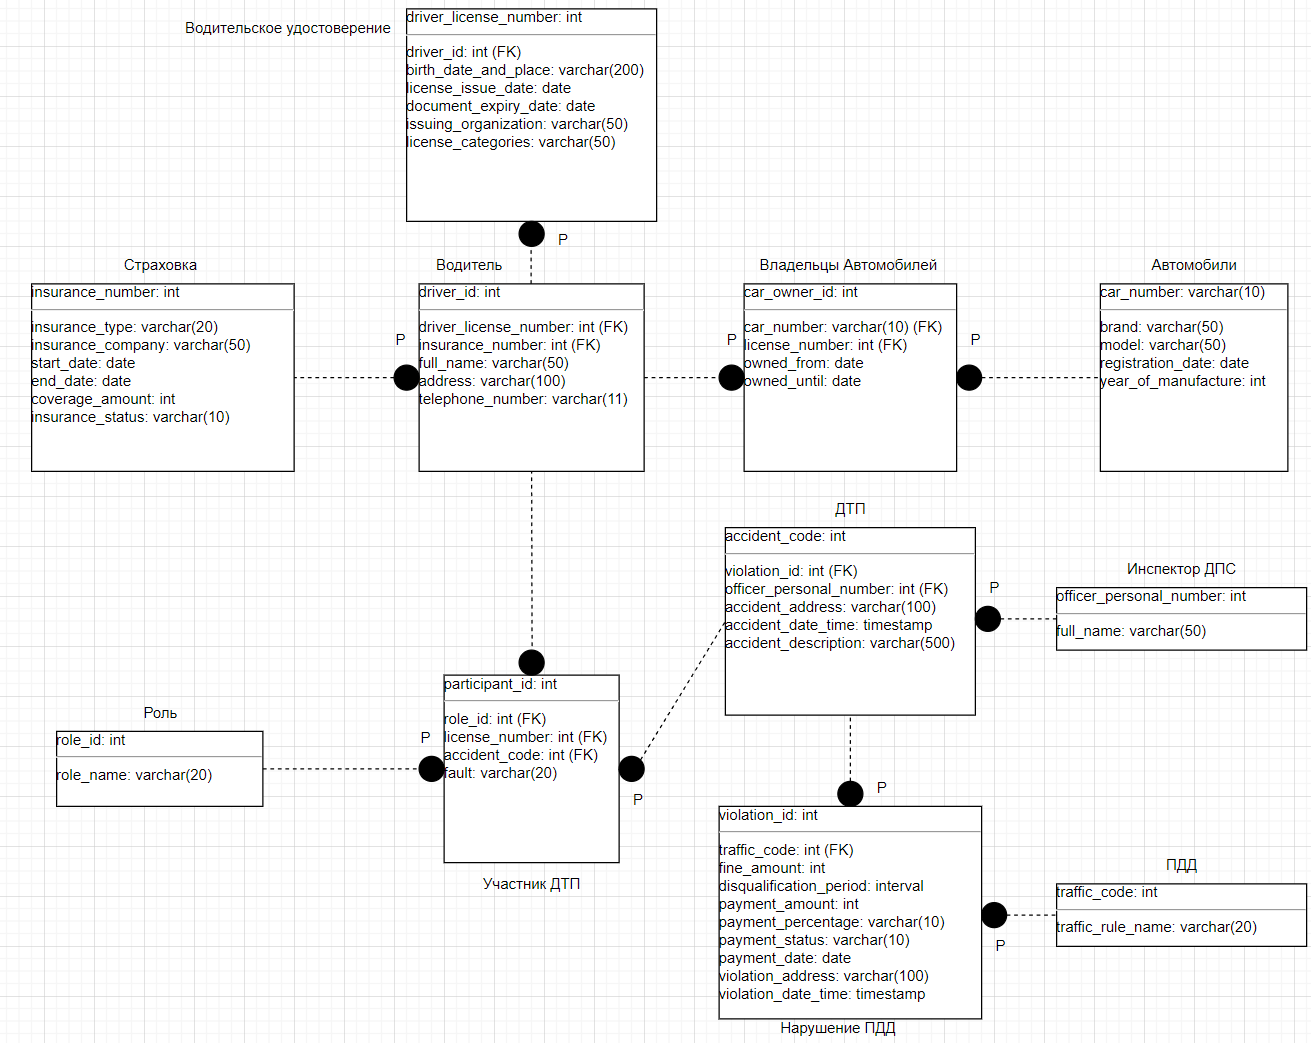 Водительское удостоверение
driver_license_number: int
driver_id: int (FK)
birth_date_and_place: varchar(200)
license_issue_date: date
document_expiry_date: date
issuing_organization: varchar(50)
license_categories: varchar(50)
P
Страховка
insurance_number: int
insurance_type: varchar(20)
insurance_company: varchar(50)
start_date: date
end_date: date
coverage_amount: int
insurance_status: varchar(10)
P
Водитель
driver_id: int
driver_license_number: int (FK)
insurance_number: int (FK)
full_name: varchar(50)
address: varchar(100)
telephone_number: varchar(11)
P
Владельцы Автомобилей
car_owner_id: int
car_number: varchar(10) (FK)
license_number: int (FK)
owned_from: date
owned_until: date
P
Автомобили
car_number: varchar(10)
brand: varchar(50)
model: varchar(50)
registration_date: date
year_of_manufacture: int
ДТП
accident_code: int
violation_id: int (FK)
officer_personal_number: int (FK)
accident_address: varchar(100)
accident_date_time: timestamp
accident_description: varchar(500)
P
Инспектор ДПС
officer_personal_number: int
full_name: varchar(50)
Роль
role_id: int
role_name: varchar(20)
P
participant_id: int
role_id: int (FK)
license_number: int (FK)
accident_code: int (FK)
fault: varchar(20)
Участник ДТП
P
P
violation_id: int
traffic_code: int (FK)
fine_amount: int
disqualification_period: interval
payment_amount: int
payment_percentage: varchar(10)
payment_status: varchar(10)
payment_date: date
violation_address: varchar(100)
violation_date_time: timestamp
Нарушение ПДД
P
ПДД
traffic_code: int
traffic_rule_name: varchar(20)